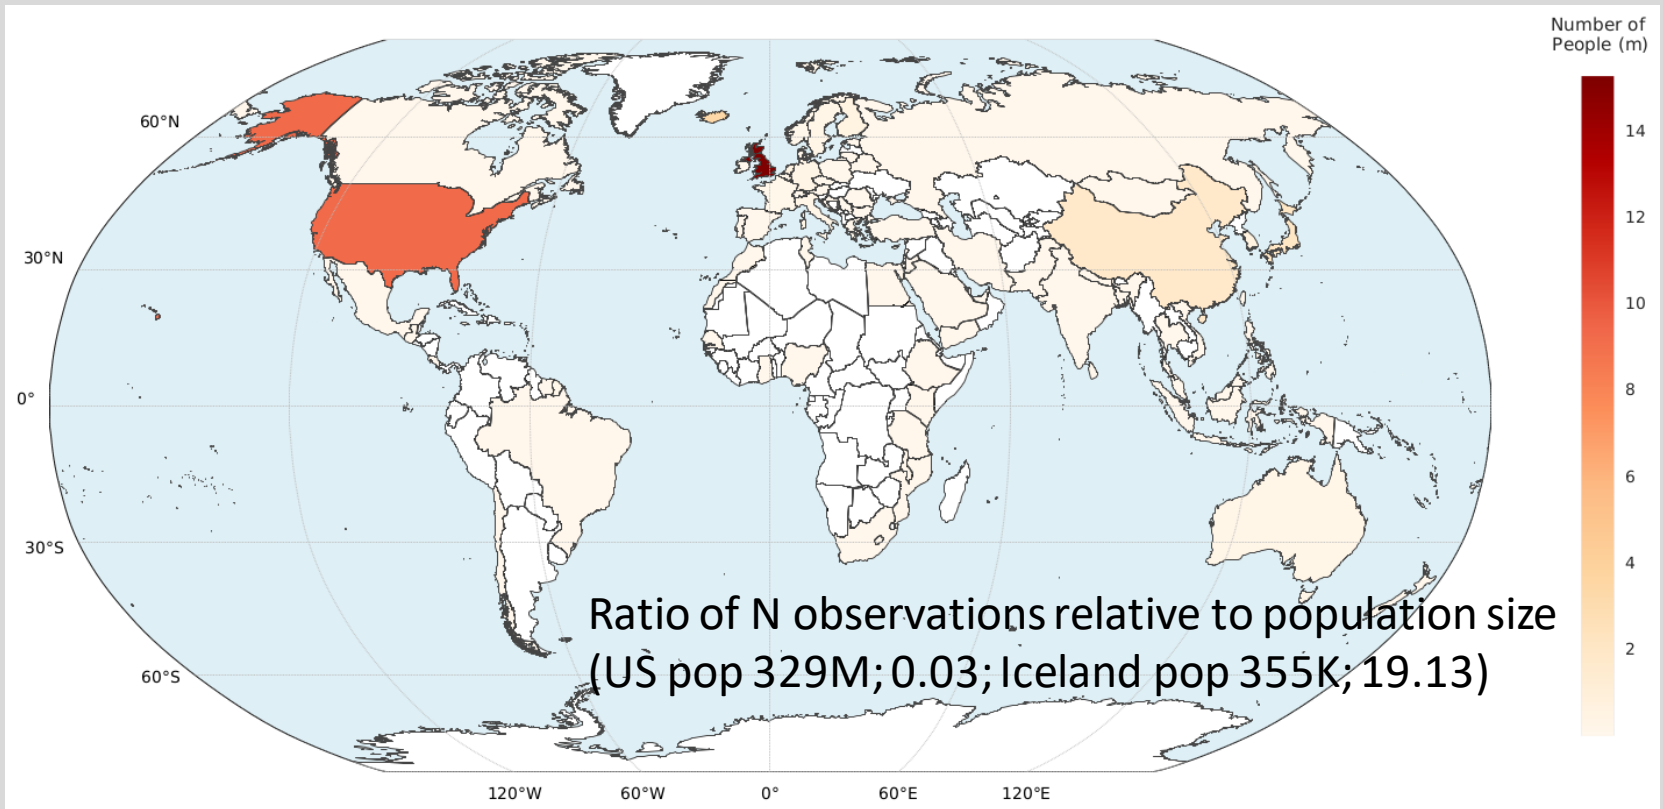 Number of
People (m)
14
12
10
8
6
4
2
60°N
30°N
0°
30°S
60°S
Ratio of N observations relative to population size
(US pop 329M; 0.03; Iceland pop 355K; 19.13)
120°W 60°W 0° 60°E 120°E